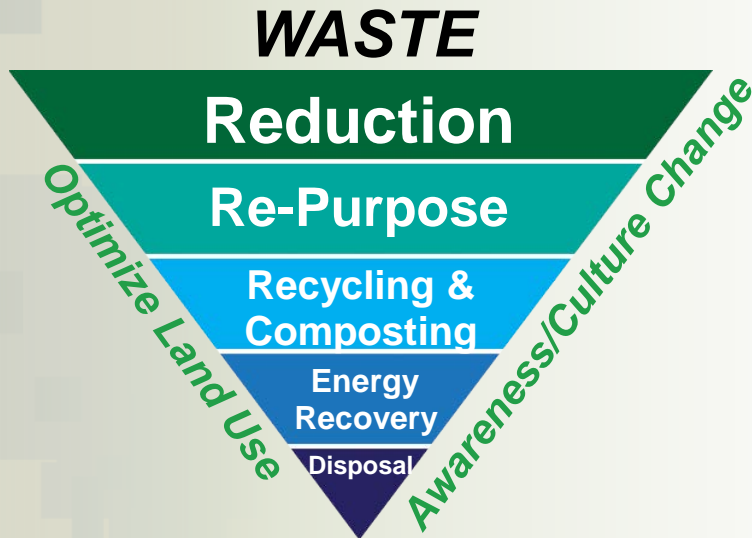 WASTE
Reduction
Re-Purpose
Recycling &
Composting
Energy
Recovery
Disposal
Optimize Land Use
Awareness/Culture Change